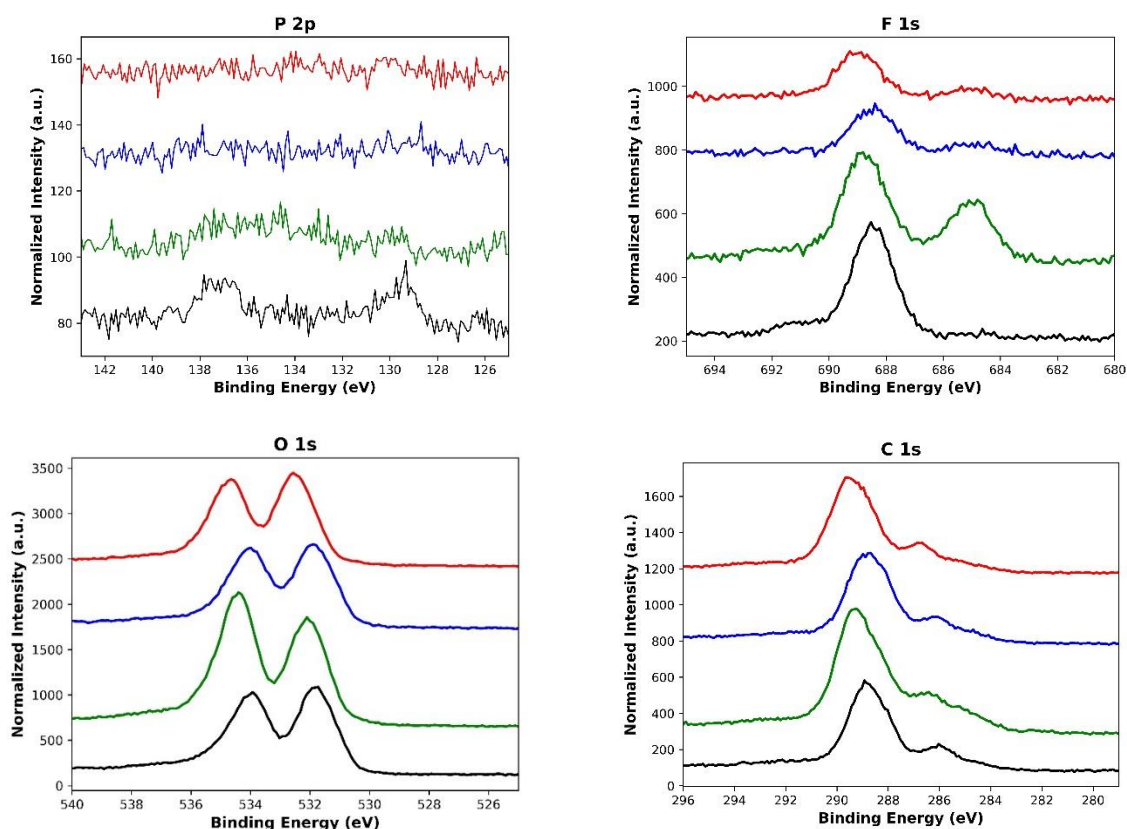 P 2p
Normalized Intensity (a.u.)
160
140
120
100
80
142 140 138 136 134 132 130 128 126
Binding Energy (eV)
F 1s
Normalized Intensity (a.u.)
1000
800
600
400
200
694 692 690 688 686 684 682 680
Binding Energy (eV)
O 1s
Normalized Intensity (a.u.)
3500
3000
2500
2000
1500
1000
500
0
540 538 536 534 532 530 528 526
Binding Energy (eV)
C 1s
Normalized Intensity (a.u.)
1600
1400
1200
1000
800
600
400
200
0
296 294 292 290 288 286 284 282 280
Binding Energy (eV)